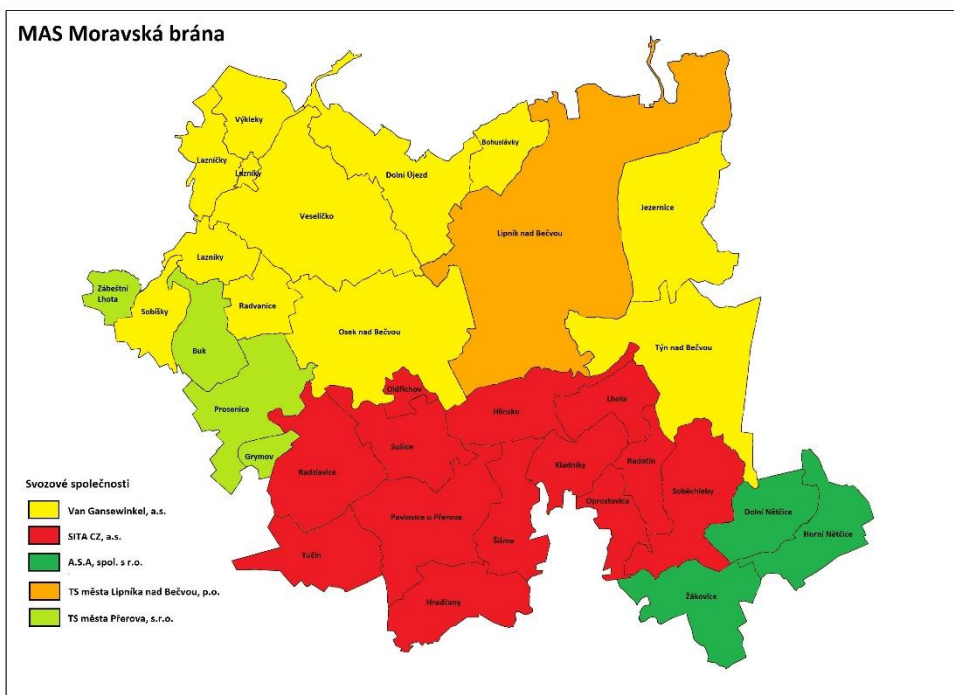 MAS Moravská brána
Výkleky
Bohuslávky
Lazníčky
Lazníky
Dolní Újezd
Veselíčko
Jezernice
Lipník nad Bečvou
Lazníky
Zábeštní
Lhota
Radvanice
Sobíšky
Osek nad Bečvou
Týn nad Bečvou
Buk
Oldřichov
Lhota
Prosenice
Hlinsko
Sušice
Grymov
Radslavice
Kladníky
Radotín
Soběchleby
Svozové společnosti
Oprostovice
Van Gansewinkel, a.s.
Dolní Nětčice
Pavlovice u Přerova
SITA CZ, a.s.
Horní Nětčice
Šišma
Tučín
A.S.A, spol. s r.o.
TS města Lipníka nad Bečvou, p.o.
Žákovice
Hradčany
TS města Přerova, s.r.o.